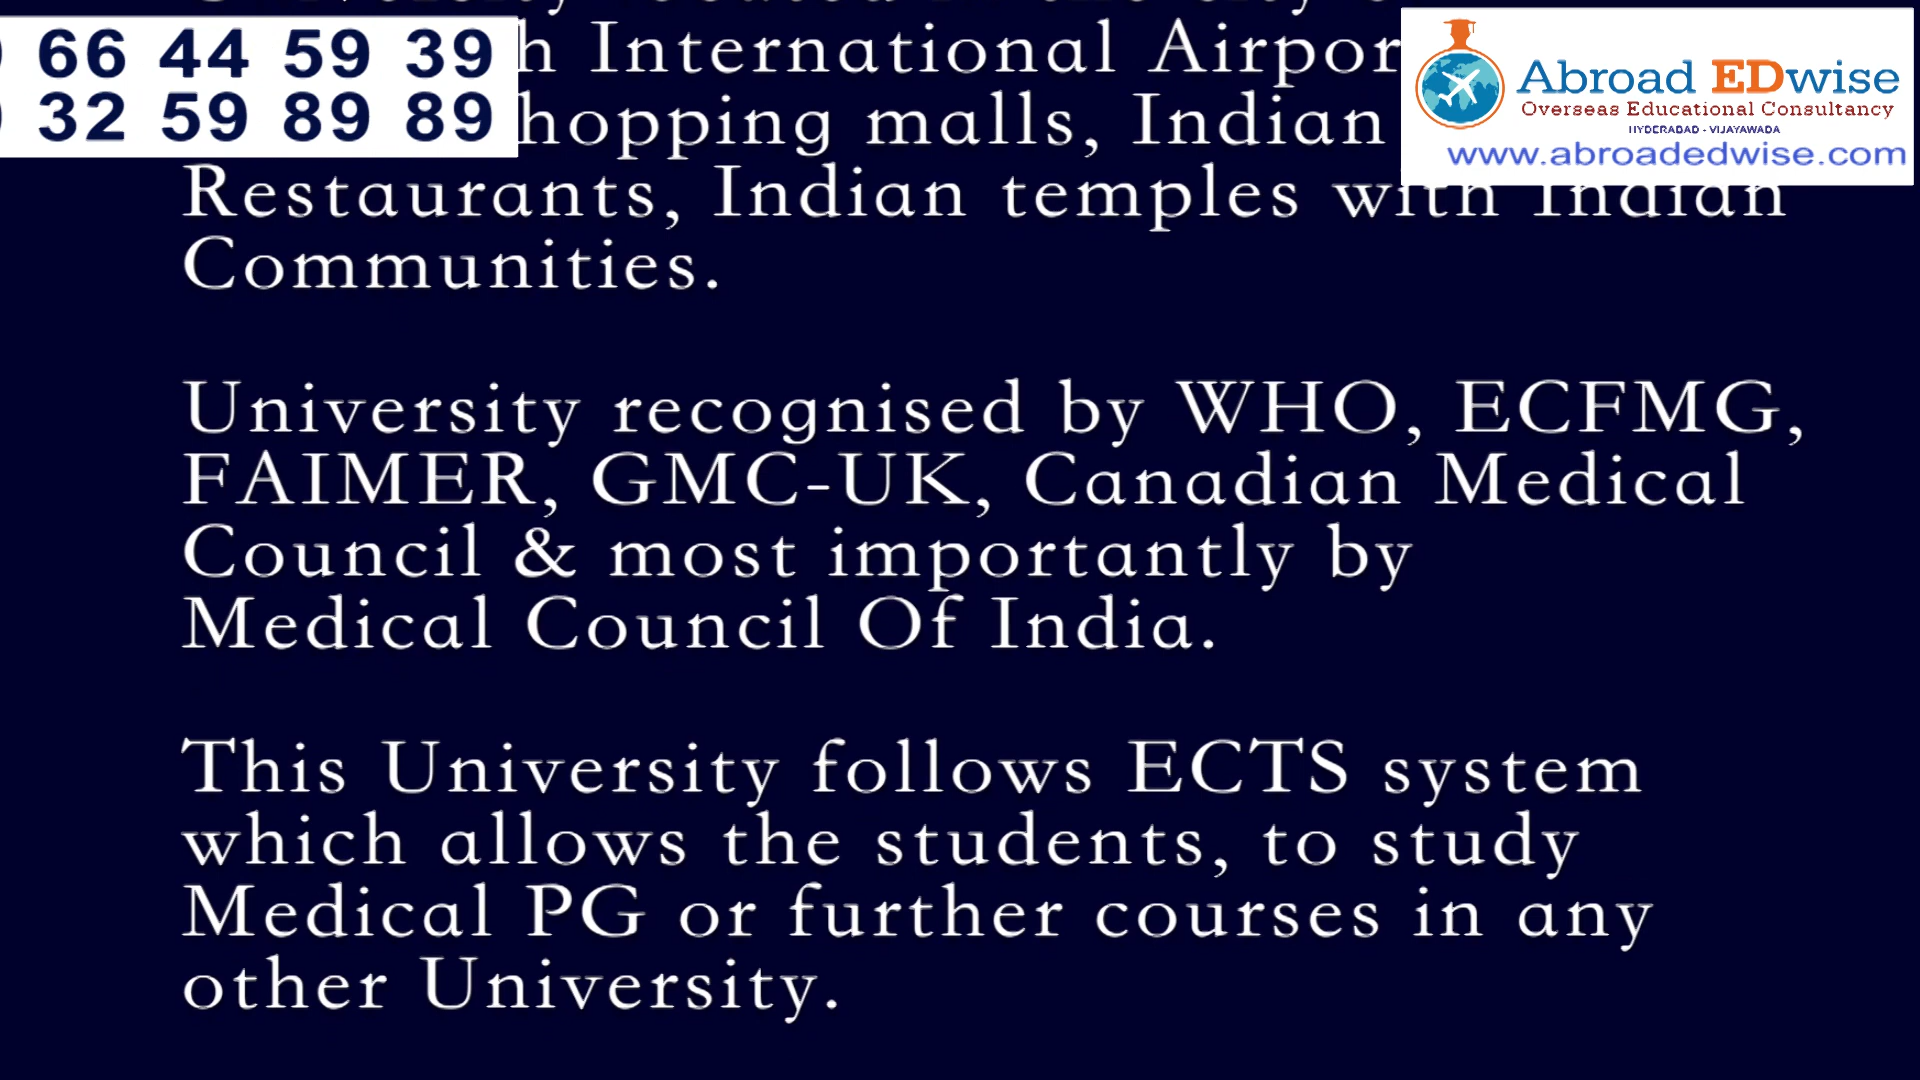 66 44 59 39
32 59 89 89
Abroad EDwise
Overseas Educational Consultancy
HYDERABAD - VIJAYAWADA
www.abroadedwise.com
International
hopping malls, Indian
Restaurants, Indian temples with Indian
Communities.
University recognised by WHO, ECFMG,
FAIMER, GMC-UK, Canadian Medical
Council & most importantly by
Medical Council Of India.
This University follows ECTS system
which allows the students, to study
Medical PG or further courses in any
other University.